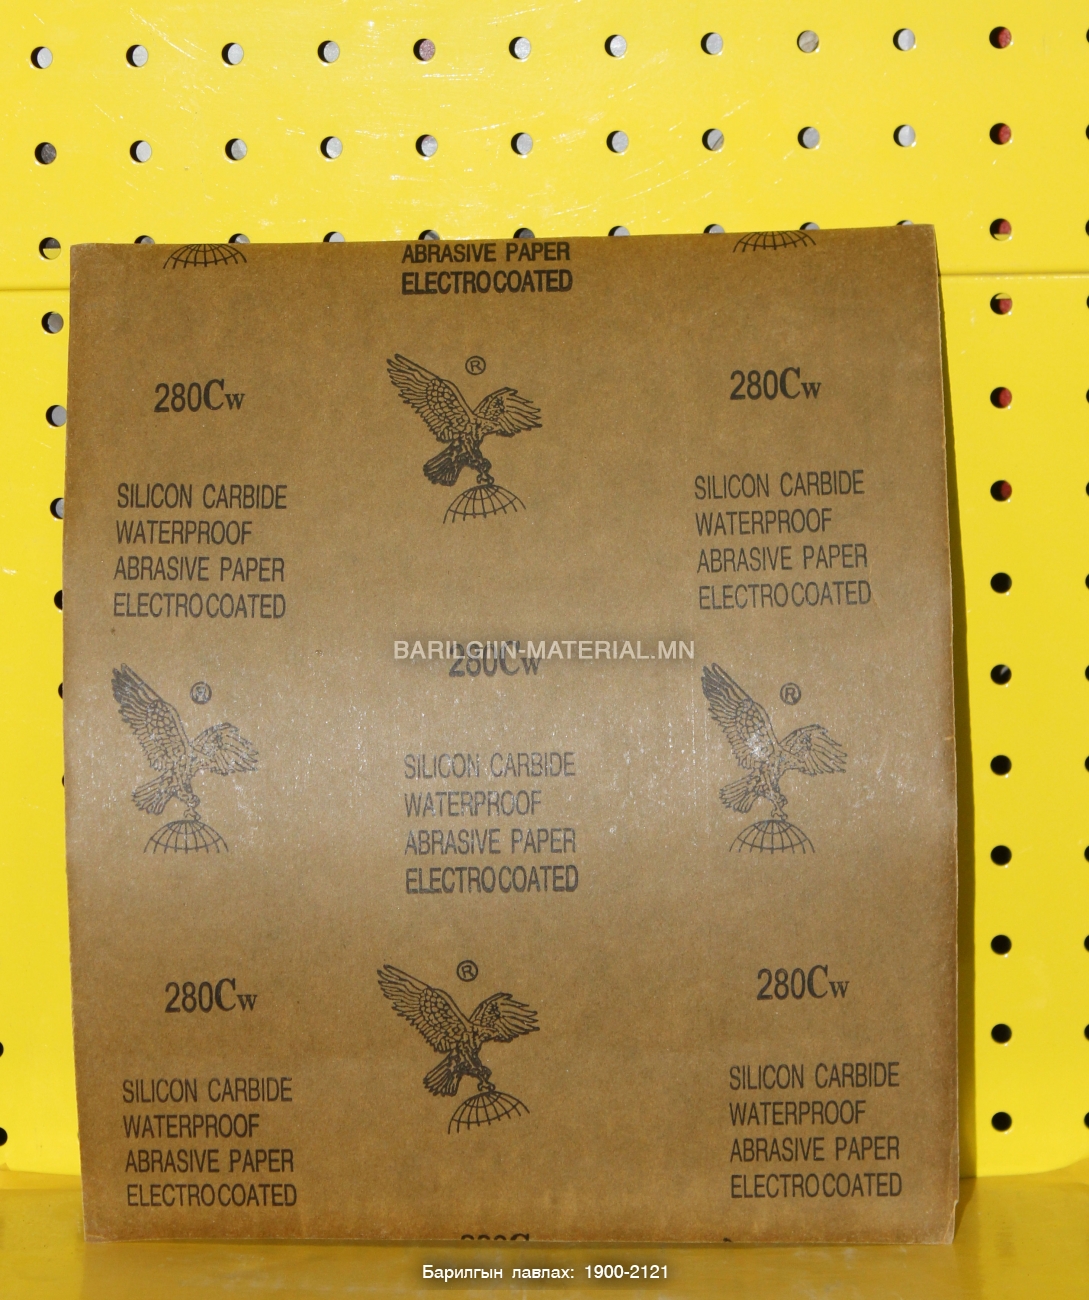 ABRASIVE PAPER
ELECTROCOATED
®
280Cw
280Cw
SILICON CARBIDE
WATERPROOF
ABRASIVE PAPER
ELECTROCOATED
SILICON CARBIDE
WATERPROOF
ABRASIVE PAPER
ELECTROCOATED
BARILGIIN-MATERIAL.MN
280Cw
®
®
SILICON CARBIDE
WATERPROOF
ABRASIVE PAPER
ELECTROCOATED
®
280Cw
280Cw
SILICON CARBIDE
WATERPROOF
ABRASIVE PAPER
ELECTROCOATED
SILICON CARBIDE
WATERPROOF
ABRASIVE PAPER
ELECTROCOATED
Барилгын лавлах: 1900-2121